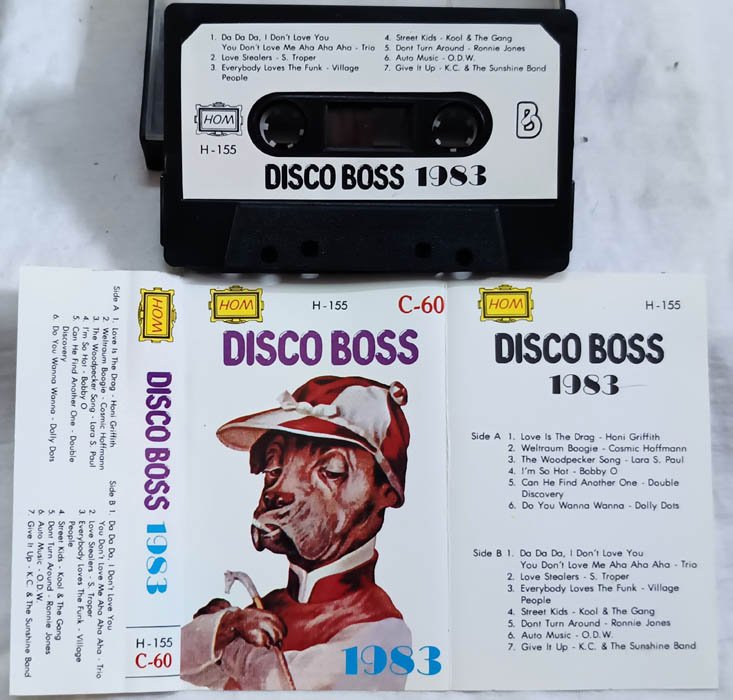 1. Da Da Da, I Don't Love You
You Don't Love Me Aha Aha Aha - Trio
2. Love Stealers - S. Troper
3. Everybody Loves The Funk - Village
People
4. Street Kids - Kool & The Gang
5. Dont Turn Around - Ronnie Jones
6. Auto Music - O.D.W.
7. Give It Up - K.C. & The Sunshine Band
HOM
H-155
B
DISCO BOSS 1983
Side A 1. Love Is The Drag - Honi Griffith
2. Weltraum Boogie - Cosmic Hoffmann
3. The Woodpecker Song - Lara S. Paul
4. I'm So Hot - Bobby O
5. Can He Find Another One - Double
Discovery
6. Do You Wanna Wanna - Dolly Dots
Side B 1. Da Da Da, I Don't Love You
You Don't Love Me Aha Aha Aha - Trio
2. Love Stealers - S. Troper
3. Everybody Loves The Funk - Village
People
4. Street Kids - Kool & The Gang
5. Dont Turn Around - Ronnie Jones
6. Auto Music - O.D.W.
7. Give It Up - K.C. & The Sunshine Band
HOM
DISCO BOSS 1983
H-155
C-60
HOM
H-155
C-60
DISCO BOSS
1983
HOM
H-155
DISCO BOSS
1983
Side A 1. Love Is The Drag - Honi Griffith
2. Weltraum Boogie - Cosmic Hoffmann
3. The Woodpecker Song - Lara S. Paul
4. I'm So Hot - Bobby O
5. Can He Find Another One - Double
Discovery
6. Do You Wanna Wanna - Dolly Dots
Side B 1. Da Da Da, I Don't Love You
You Don't Love Me Aha Aha Aha - Trio
2. Love Stealers - S. Troper
3. Everybody Loves The Funk - Village
People
4. Street Kids - Kool & The Gang
5. Dont Turn Around - Ronnie Jones
6. Auto Music - O.D.W.
7. Give It Up - K.C. & The Sunshine Band